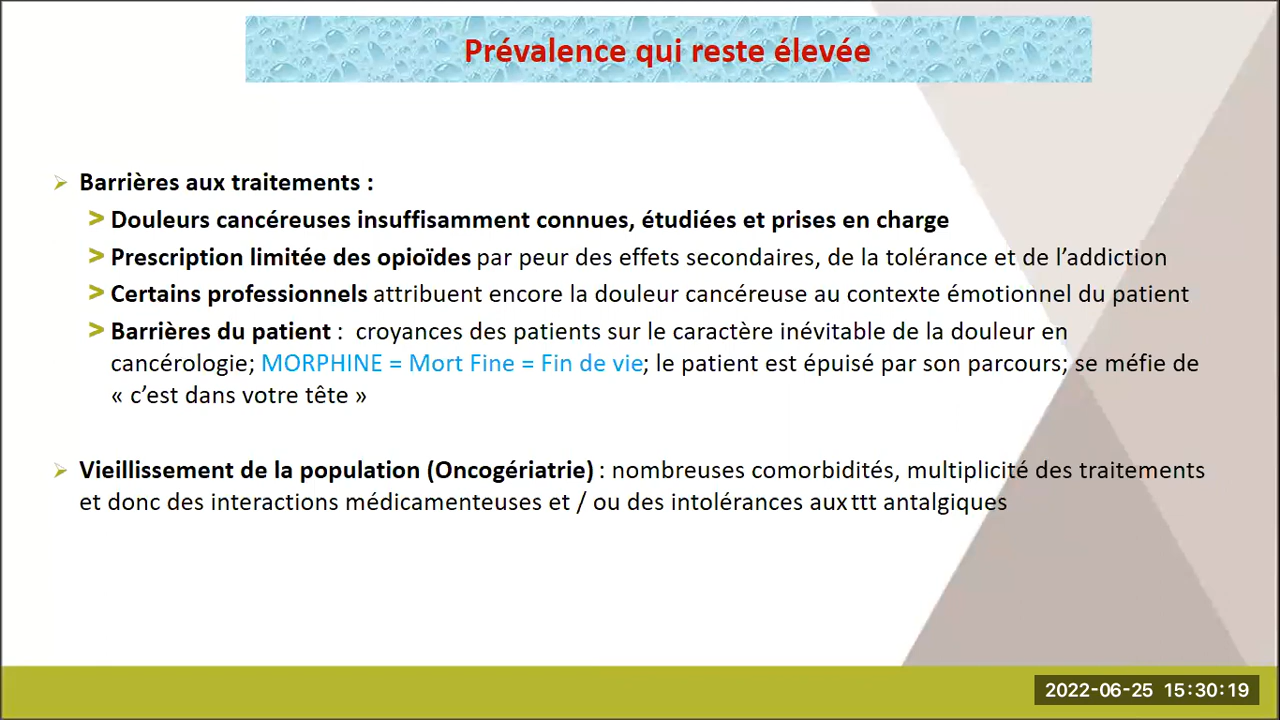 Prévalence qui reste élevée
Barrières aux traitements :
Douleurs cancéreuses insuffisamment connues, étudiées et prises en charge
Prescription limitée des opioïdes par peur des effets secondaires, de la tolérance et de l’addiction
Certains professionnels attribuent encore la douleur cancéreuse au contexte émotionnel du patient
Barrières du patient : croyances des patients sur le caractère inévitable de la douleur en
cancérologie; MORPHINE = Mort Fine = Fin de vie; le patient est épuisé par son parcours; se méfie de
« c’est dans votre tête »
Vieillissement de la population (Oncogériatrie) : nombreuses comorbidités, multiplicité des traitements
et donc des interactions médicamenteuses et / ou des intolérances aux ttt antalgiques
2022-06-25 15:30:19